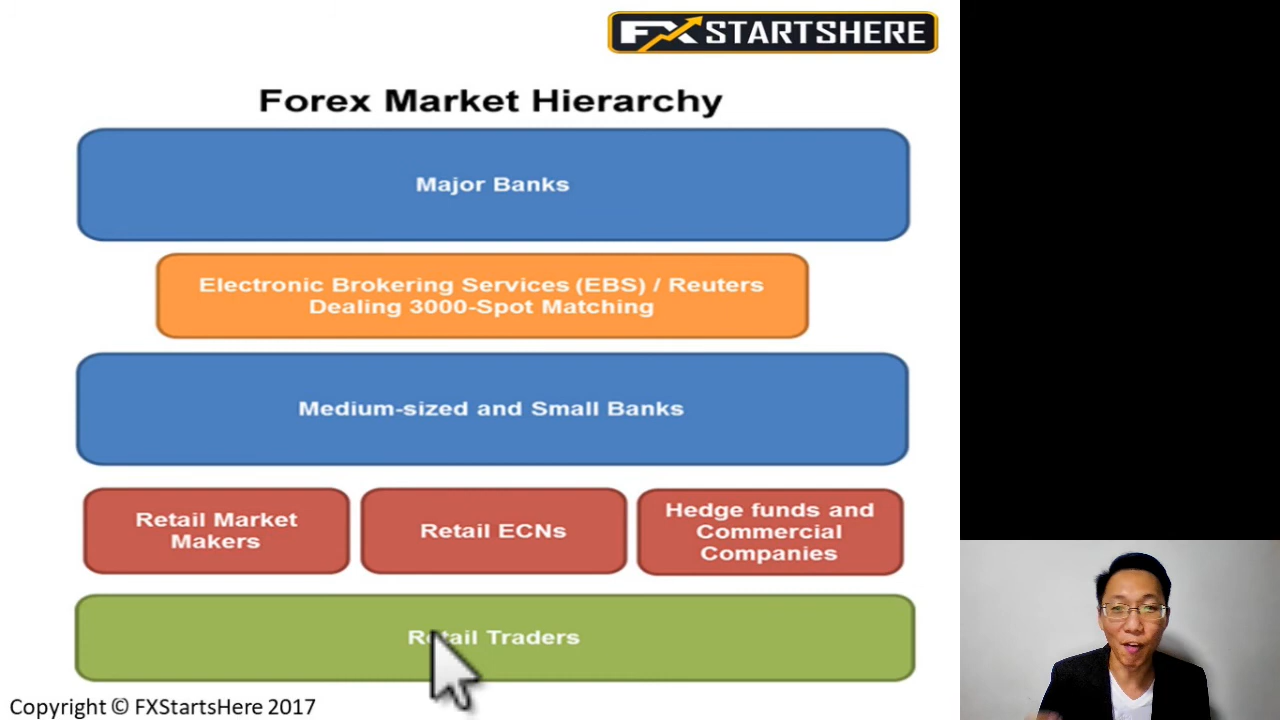 FX STARTSHERE
Forex Market Hierarchy
Major Banks
Electronic Brokering Services (EBS) / Reuters
Dealing 3000-Spot Matching
Medium-sized and Small Banks
Retail Market
Makers
Retail ECNs
Hedge funds and
Commercial
Companies
Retail Traders
Copyright © FXStartsHere 2017